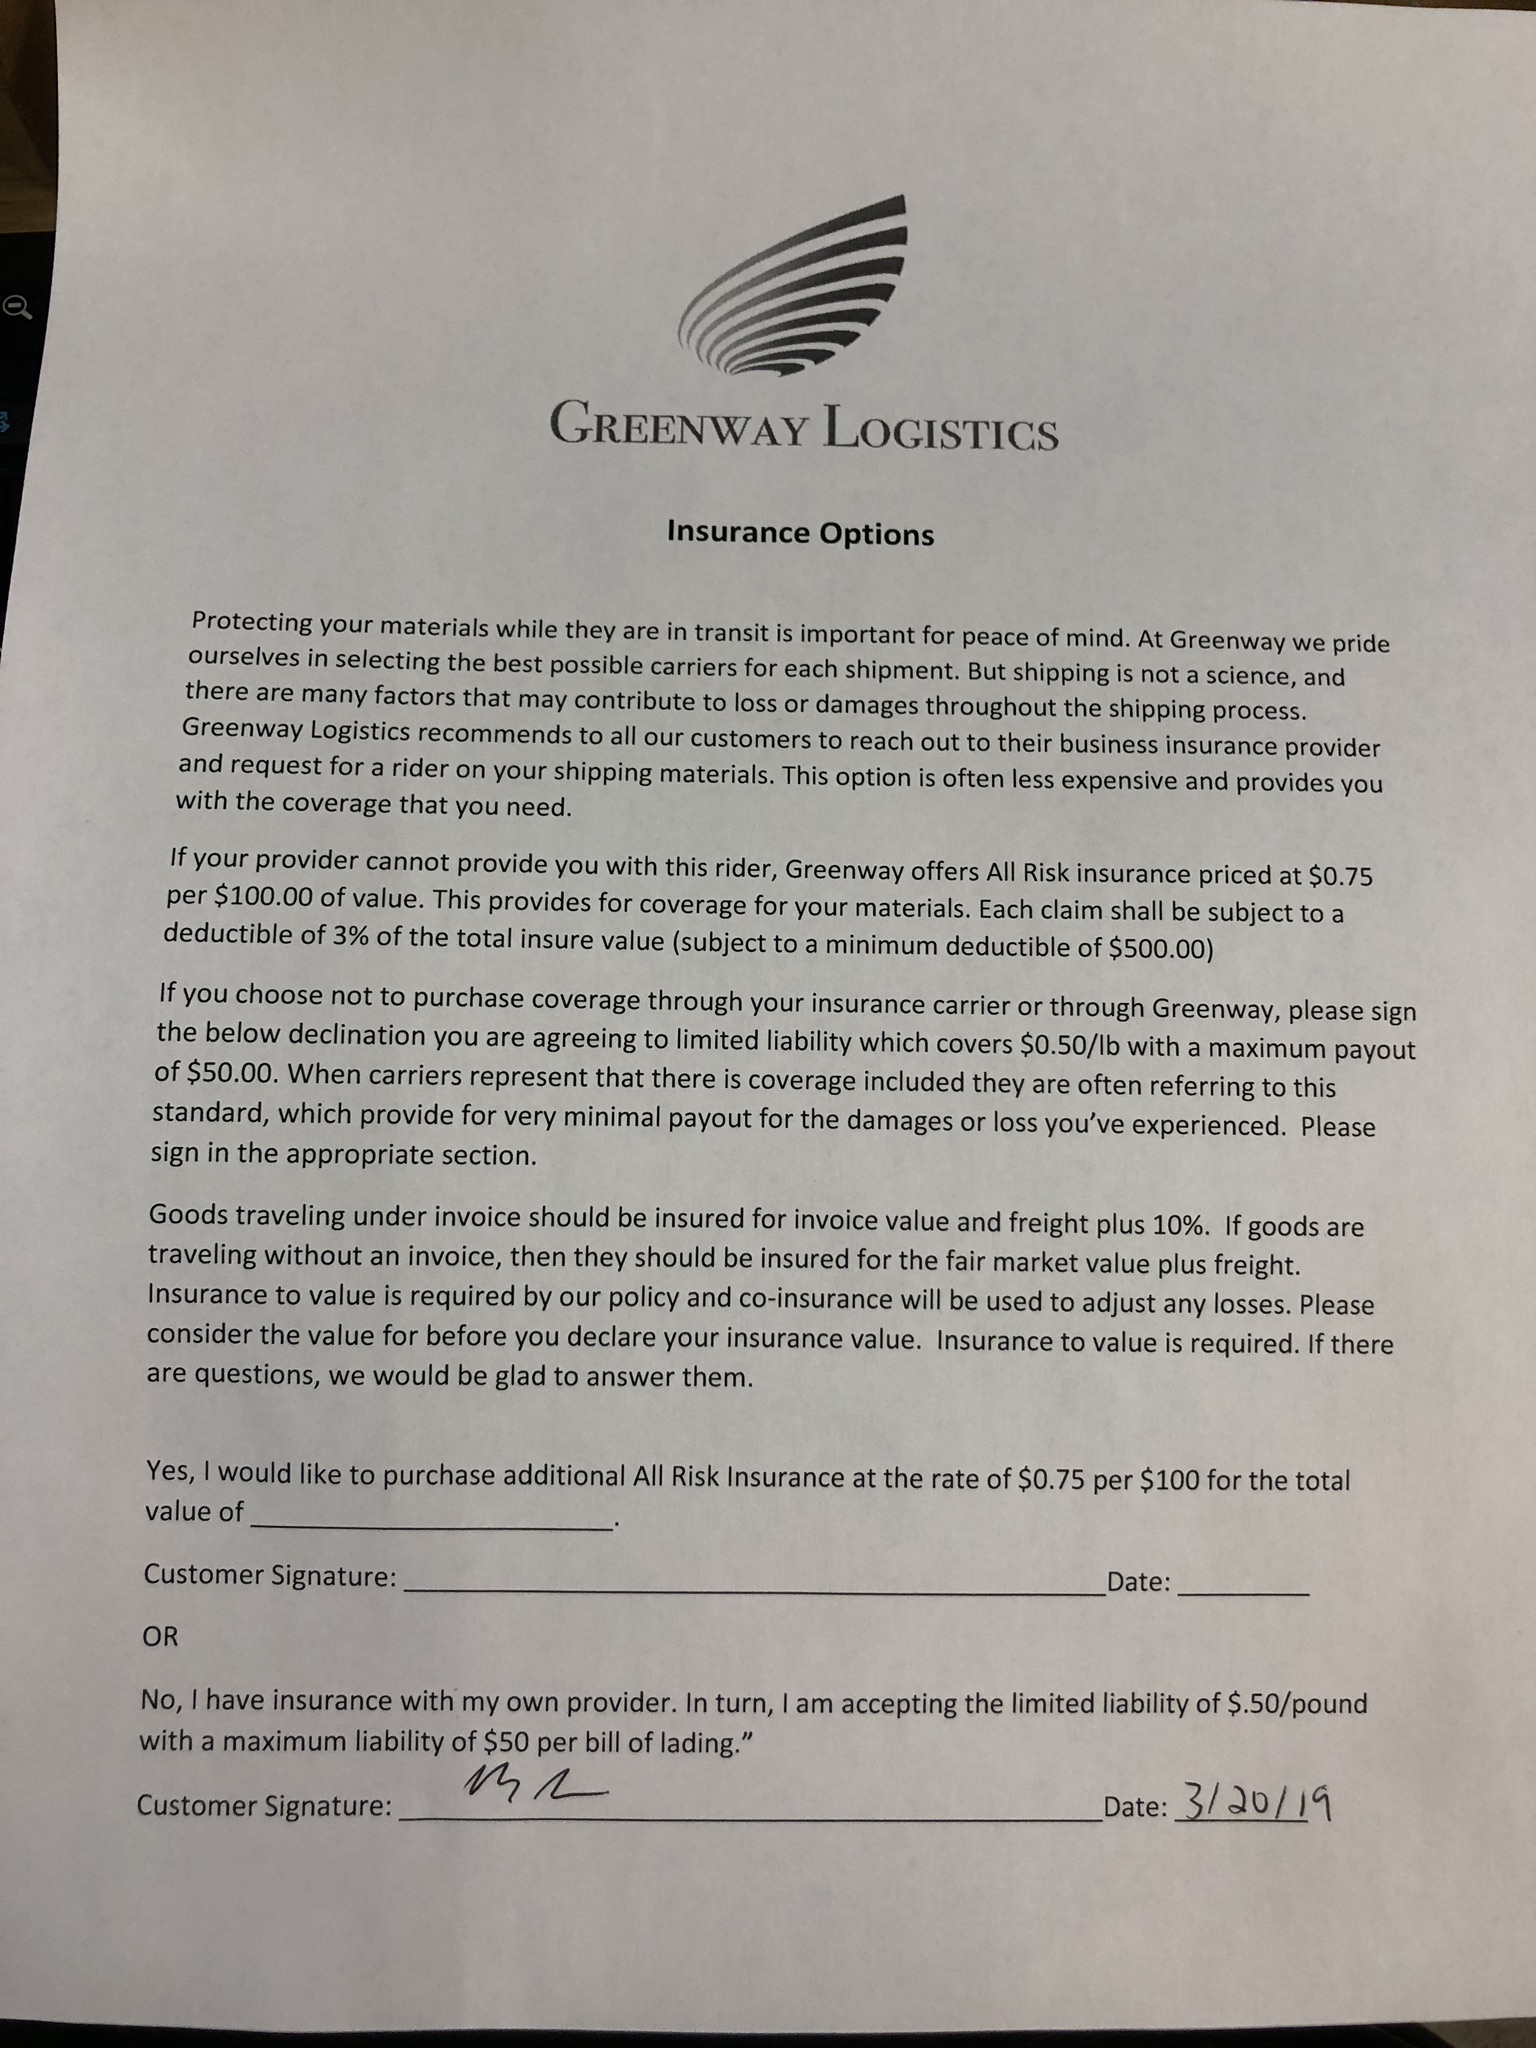 GREENWAY LOGISTICS
Insurance Options
Protecting your materials while they are in transit is important for peace of mind. At Greenway we pride
ourselves in selecting the best possible carriers for each shipment. But shipping is not a science, and
there are many factors that may contribute to loss or damages throughout the shipping process.
Greenway Logistics recommends to all our customers to reach out to their business insurance provider
and request for a rider on your shipping materials. This option is often less expensive and provides you
with the coverage that you need.
If your provider cannot provide you with this rider, Greenway offers All Risk insurance priced at $0.75
per $100.00 of value. This provides for coverage for your materials. Each claim shall be subject to a
deductible of 3% of the total insure value (subject to a minimum deductible of $500.00)
If you choose not to purchase coverage through your insurance carrier or through Greenway, please sign
the below declination you are agreeing to limited liability which covers $0.50/lb with a maximum payout
of $50.00. When carriers represent that there is coverage included they are often referring to this
standard, which provide for very minimal payout for the damages or loss you’ve experienced.  Please
sign in the appropriate section.
Goods traveling under invoice should be insured for invoice value and freight plus 10%.  If goods are
traveling without an invoice, then they should be insured for the fair market value plus freight.
Insurance to value is required by our policy and co-insurance will be used to adjust any losses. Please
consider the value for before you declare your insurance value.  Insurance to value is required. If there
are questions, we would be glad to answer them.
Yes, I would like to purchase additional All Risk Insurance at the rate of $0.75 per $100 for the total
value of ____________________.
Customer Signature: ____________________ Date: ________
OR
No, I have insurance with my own provider. In turn, I am accepting the limited liability of $.50/pound
with a maximum liability of $50 per bill of lading.”
Customer Signature: ____________________ Date: 3/20/19